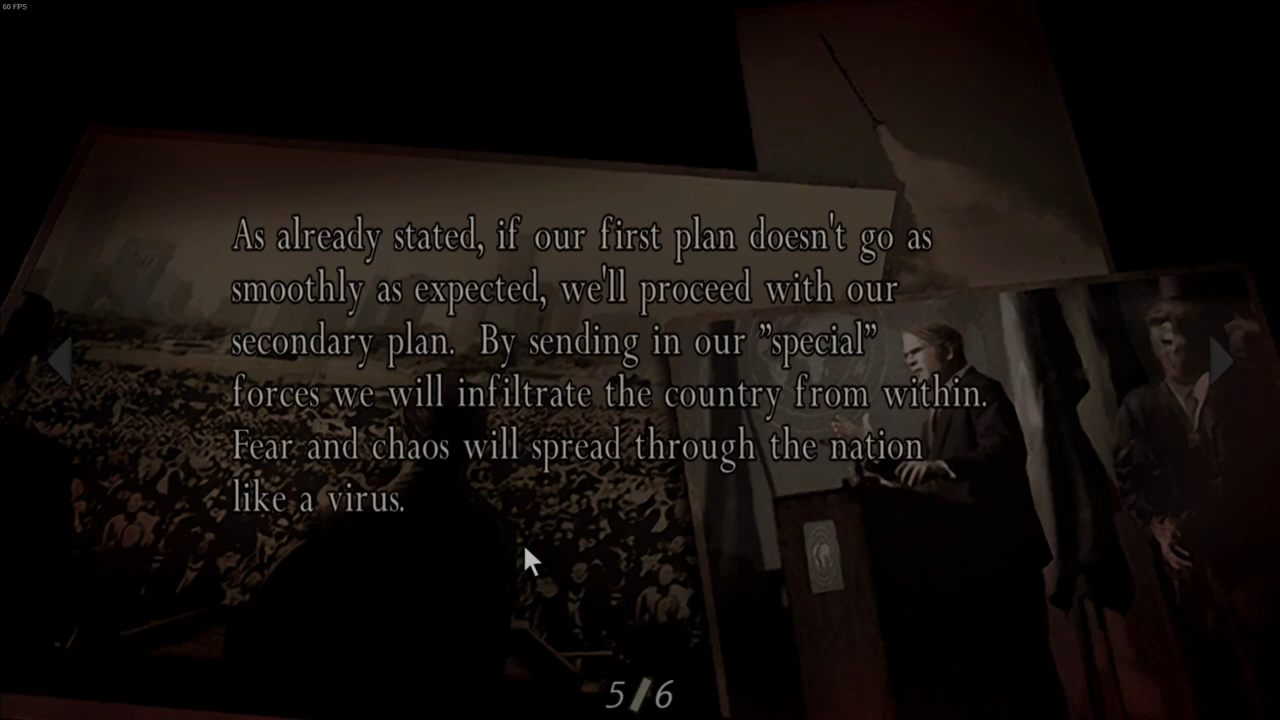 60 FPS
As already stated, if our first plan doesn't go as
smoothly as expected, we'll proceed with our
secondary plan. By sending in our ”special”
forces we will infiltrate the country from within.
Fear and chaos will spread through the nation
like a virus.
5/6